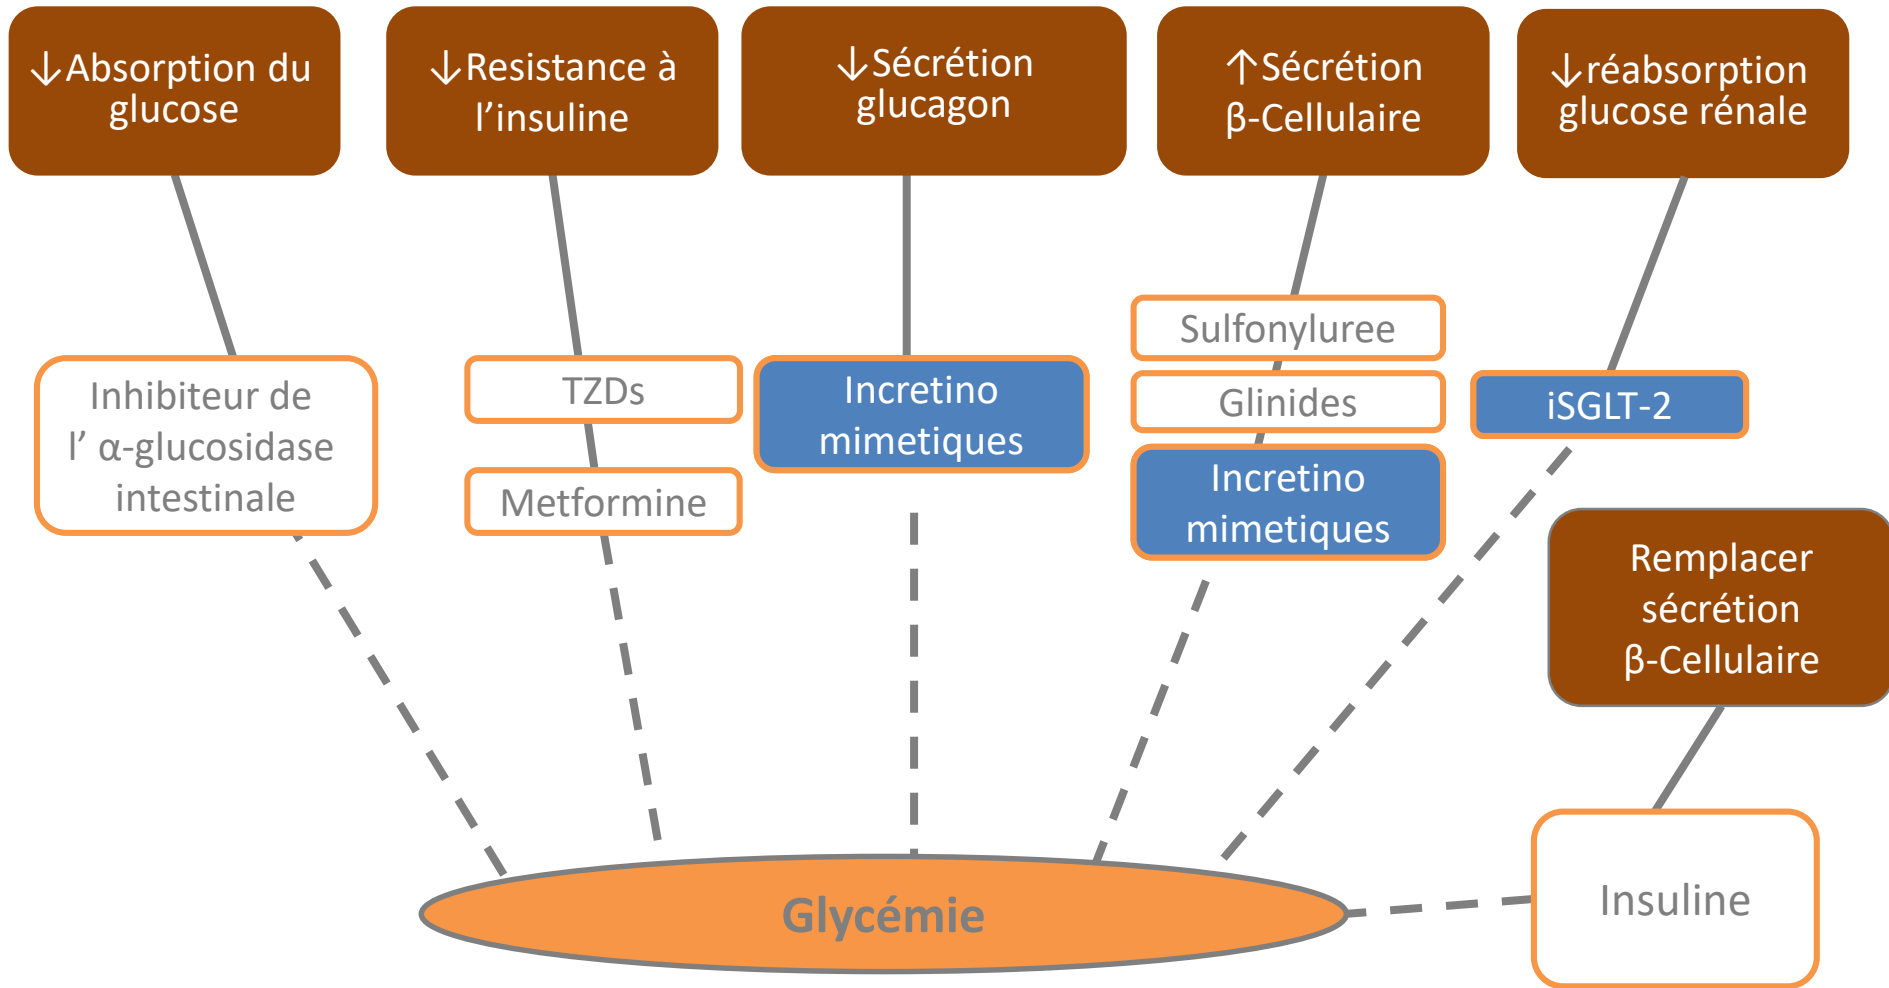 ↓Absorption du
glucose
↓Resistance à
l’insuline
↓Sécrétion
glucagon
↑Sécrétion
β-Cellulaire
↓réabsorption
glucose rénale
Inhibiteur de
l’ α-glucosidase
intestinale
TZDs
Metformine
Incretino
mimetiques
Sulfonyluree
Glinides
Incretino
mimetiques
iSGLT-2
Remplacer
sécrétion
β-Cellulaire
Insuline
Glycémie